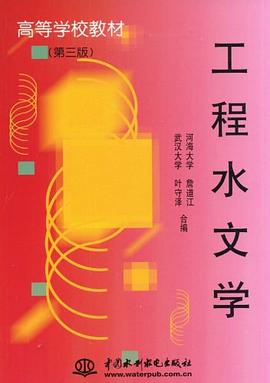 高等学校教材
(第三版)
工程水文学
河海大学 詹道江
武汉大学 叶守泽 合编
中国水利水电出版社
www.waterpub.com.cn